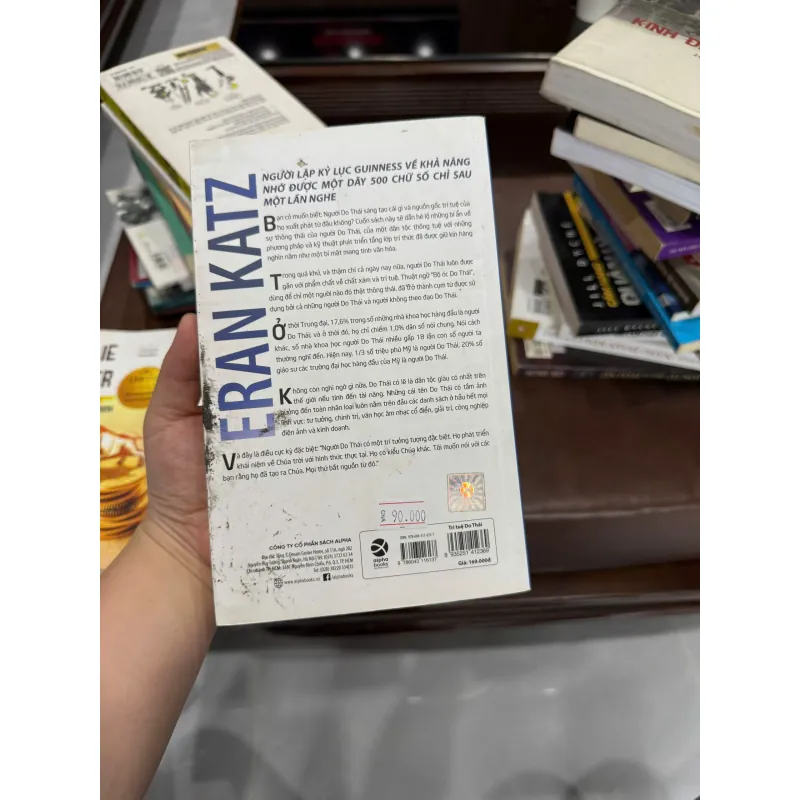 ERAN KATZ
NGƯỜI LẬP KỶ LỤC GUINNESS VỀ KHẢ NĂNG
NHỚ ĐƯỢC MỘT DÃY 500 CHỮ SỐ CHỈ SAU
MỘT LẦN NGHE
Bạn có muốn biết: Người Do Thái sáng tạo cái gì và nguồn gốc trí tuệ của
họ xuất phát từ đâu không? Cuốn sách này sẽ dần hé lộ những bí ẩn về
sự thông thái của người Do Thái, của một dân tộc thông tuệ với những
phương pháp và kỹ thuật phát triển tầng lớp trí thức đã được giữ kín hàng
nghìn năm như một bí mật mang tính văn hóa.
Trong quá khứ, và thậm chí cả ngày nay nữa, người Do Thái luôn được
gắn với phẩm chất về chất xám và trí tuệ. Thuật ngữ "Bộ óc Do Thái",
dùng để chỉ một người nào đó thật thông thái, đã trở thành cụm từ được sử
dụng bởi cả những người Do Thái và người không theo đạo Do Thái.
Ở thời Trung đại, 17,6% trong số những nhà khoa học hàng đầu là người
Do Thái; và ở thời đó, họ chỉ chiếm 1,0% dân số nói chung. Nói cách
khác, số nhà khoa học người Do Thái nhiều gấp 18 lần con số người ta
thường nghĩ đến. Hiện nay, 1/3 số triệu phú Mỹ là người Do Thái; 20% số
giáo sư các trường đại học hàng đầu của Mỹ là người Do Thái.
Không còn nghi ngờ gì nữa, Do Thái có lẽ là dân tộc giàu có nhất trên
thế giới nếu tính đến tài năng. Những cái tên Do Thái có tầm ảnh
hưởng đến toàn nhân loại luôn nằm trên đầu các danh sách ở hầu hết mọi
lĩnh vực: tư tưởng, chính trị, văn học âm nhạc cổ điển, giải trí, công nghiệp
điện ảnh và kinh doanh.
Và đây là điều cực kỳ đặc biệt: "Người Do Thái có một trí tưởng tượng đặc biệt. Họ phát triển
khái niệm về Chúa trời với hình thức thực tại. Họ có kiểu Chúa khác. Tôi muốn nói với các
bạn rằng họ đã tạo ra Chúa. Mọi thứ bắt nguồn từ đó."
90.000
CÔNG TY CỔ PHẦN SÁCH ALPHA
www.alphabooks.vn
alpha
books
Trí tuệ Do Thái
8 935251 412369
Giá: 169.000đ
KINH